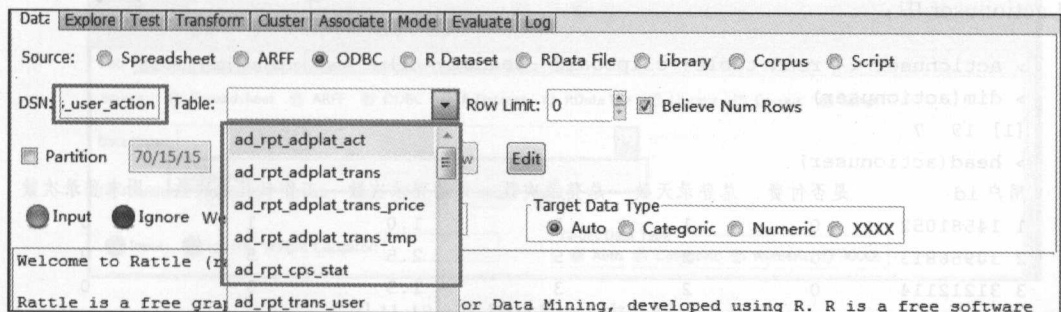 Data Explore Test Transform Cluster Associate Mode Evaluate Log
Source: Spreadsheet ARFF ODBC R Dataset RData File Library Corpus Script
DSN: :_user_action Table: Row Limit: 0 Believe Num Rows
ad_rpt_adplat_act
Partition 70/15/15 Edit
ad_rpt_adplat_trans
ad_rpt_adplat_trans_price
Target Data Type
Input Ignore We
Auto Categoric Numeric XXXX
ad_rpt_adplat_trans_tmp
Welcome to Rattle
ad_rpt_cps_stat
Rattle is a free gra
ad_rpt_trans_user
or Data Mining, developed using R. R is a free software